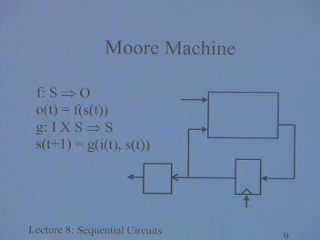 Moore Machine
f: S ⇒ O
o(t) = f(s(t))
g: I X S ⇒ S
s(t+1) = g(i(t), s(t))
Lecture 8: Sequential Circuits
9